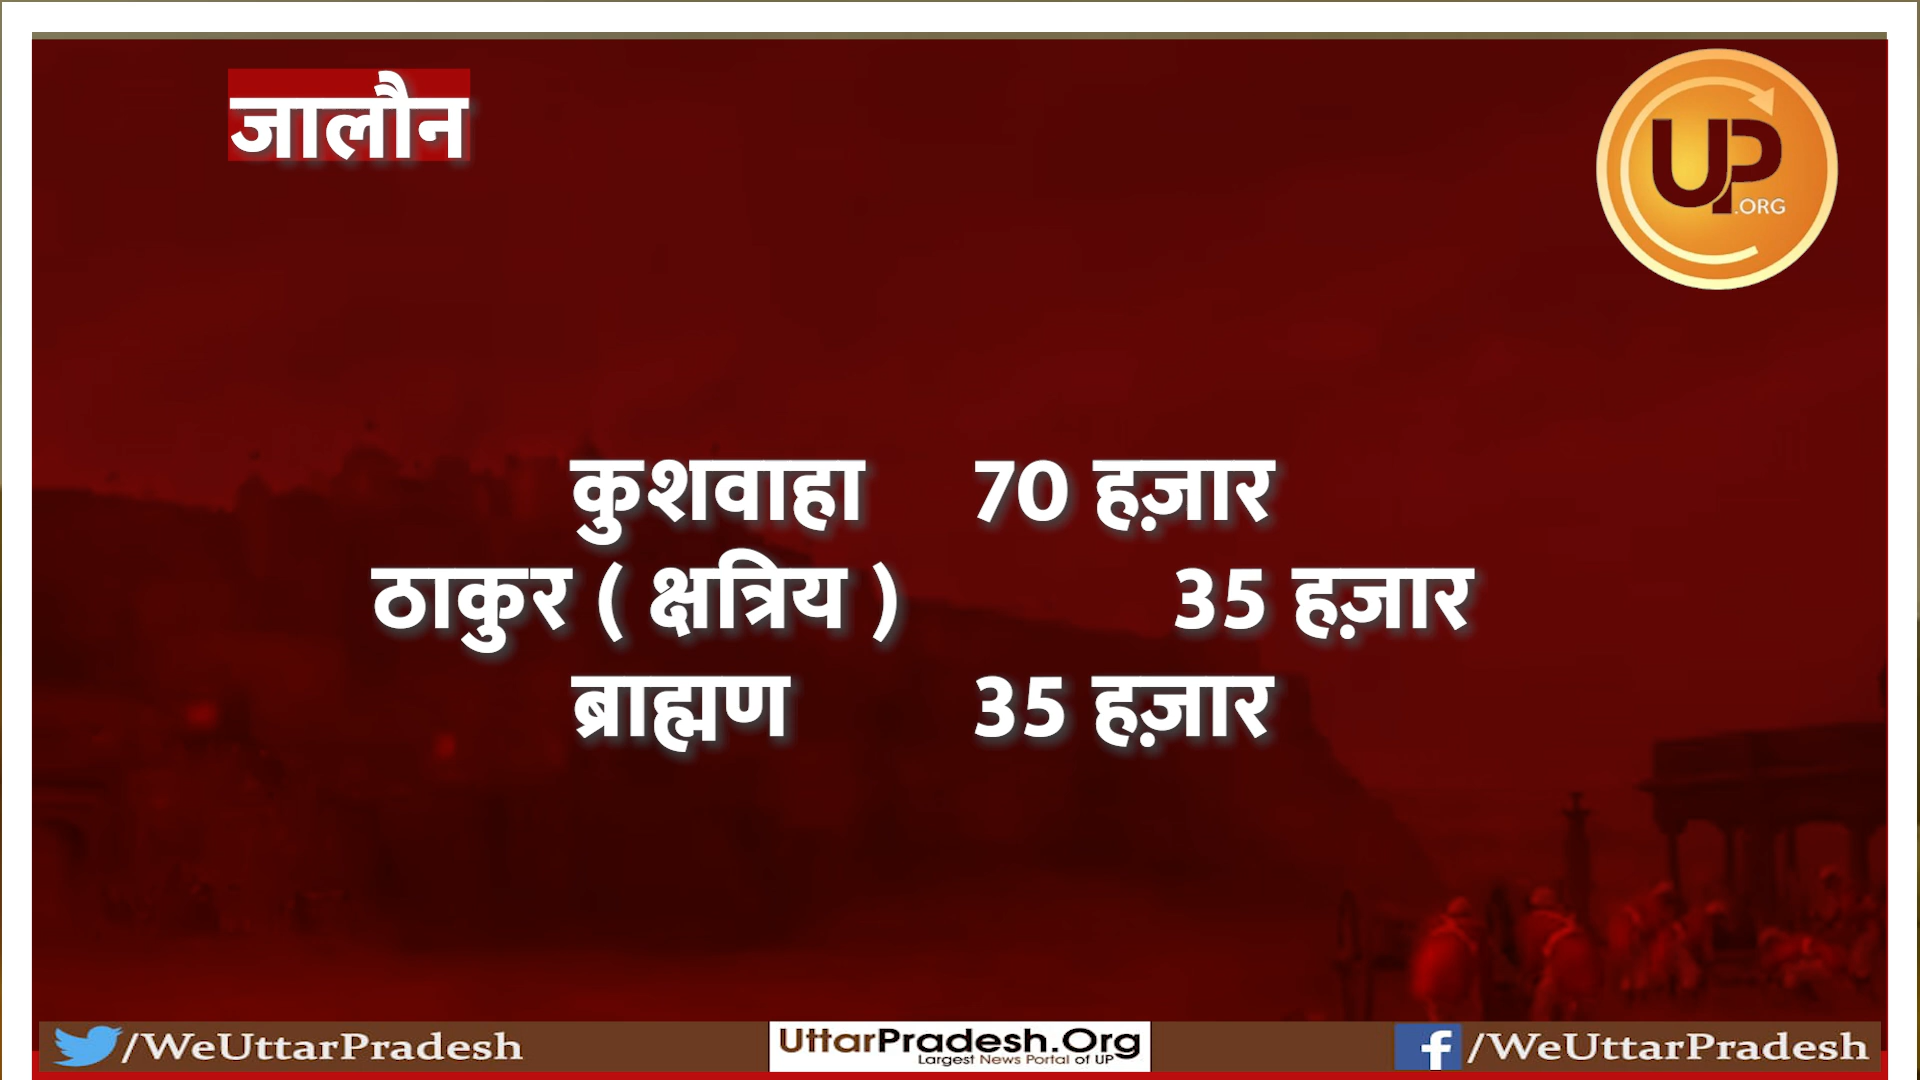 जालौन
UP
.ORG
कुशवाहा 70 हज़ार
ठाकुर ( क्षत्रिय ) 35 हज़ार
ब्राह्मण 35 हज़ार
/WeUttarPradesh
UttarPradesh.Org
Largest News Portal of UP
f /WeUttarPradesh